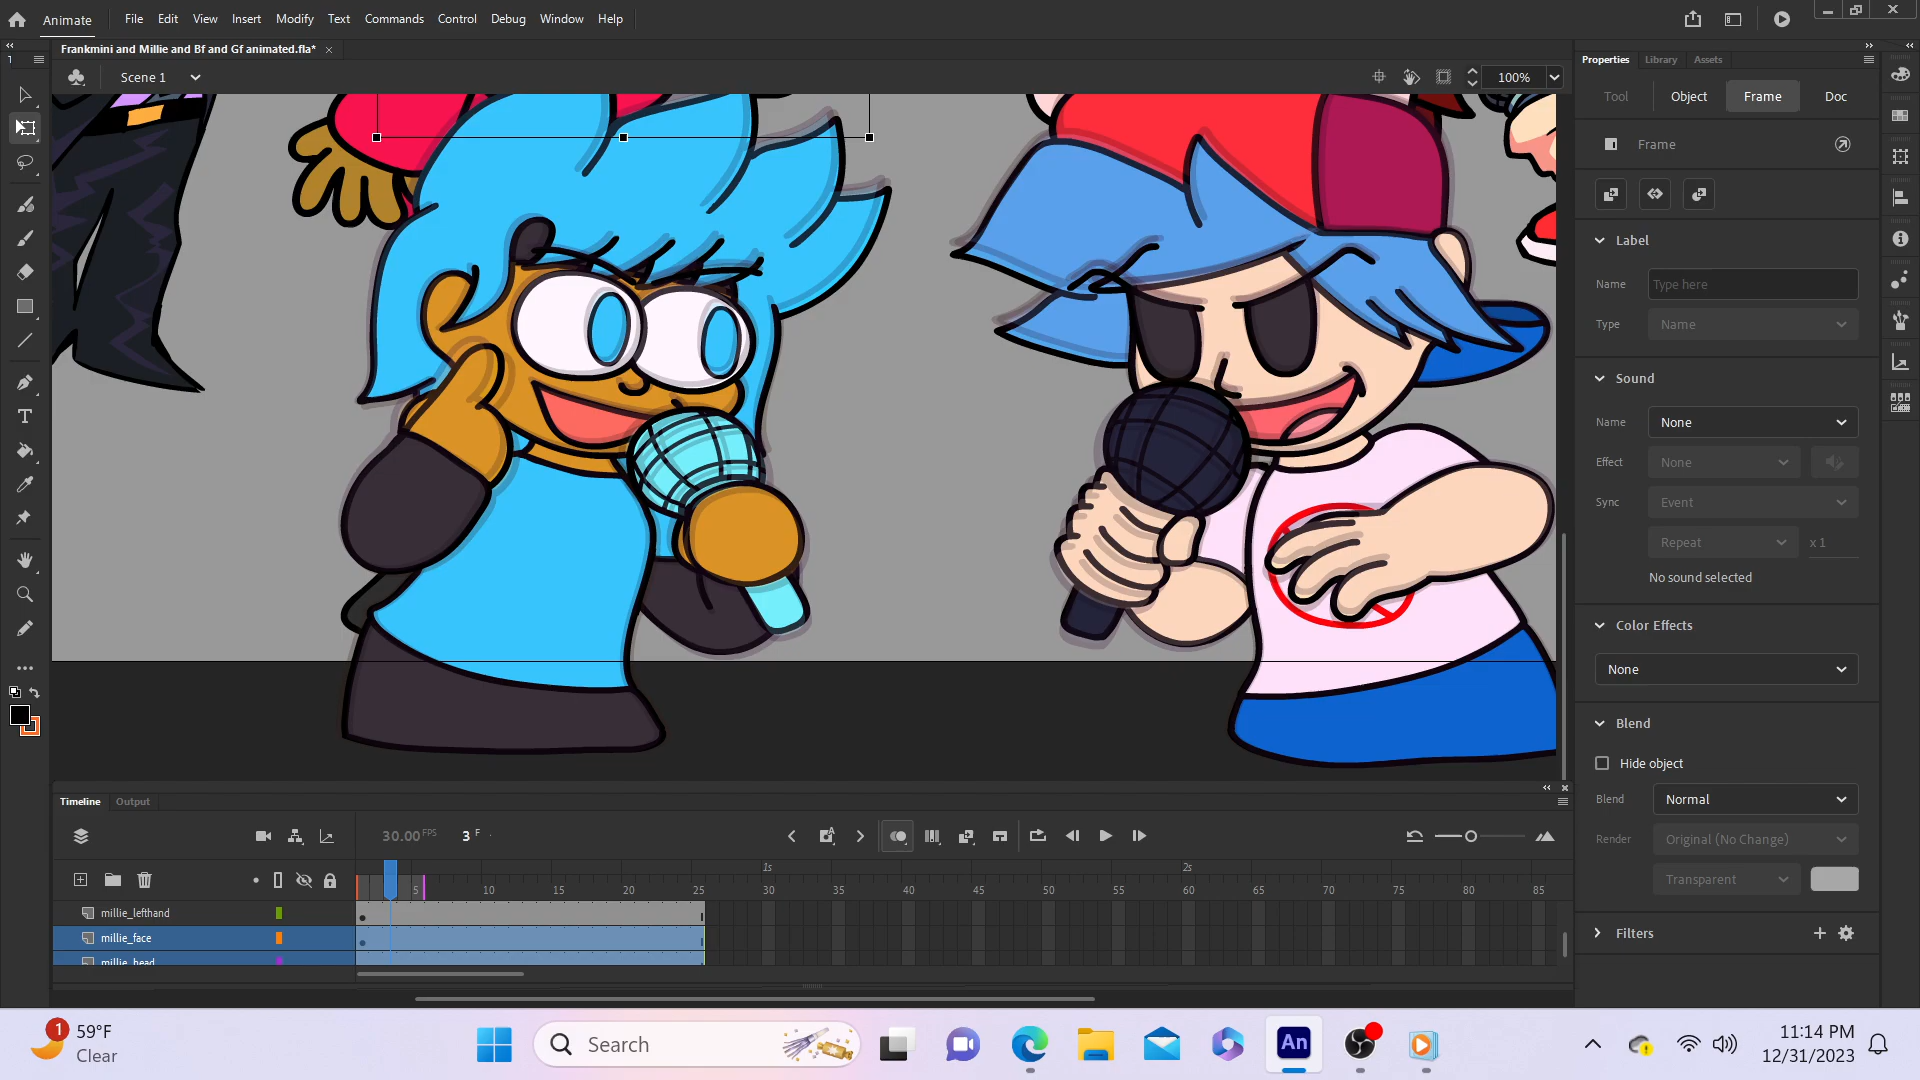 Animate File Edit View Insert Modify Text Commands Control Debug Window Help
Frankmini and Millie and Bf and Gf animated.fla*
1
Scene 1
100%
Properties Library Assets
Tool Object Frame Doc
Frame
Label
Name Type here
Type Name
Sound
Name None
Effect None
Sync Event
Repeat x 1
No sound selected
Color Effects
None
Blend
Hide object
Blend Normal
Render Original (No Change)
Transparent
Filters
Timeline Output
30.00 FPS 3 F
1s 2s
5 10 15 20 25 30 35 40 45 50 55 60 65 70 75 80 85
millie_lefthand
millie_face
millie_head
1 59°F
Clear
Search
An
11:14 PM
12/31/2023